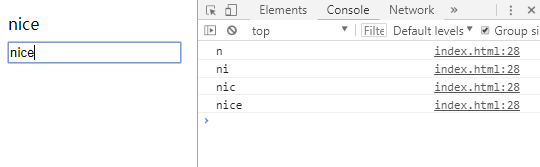 nice
nice
Elements Console Network »
top Filte Default levels Group si
n index.html:28
ni index.html:28
nic index.html:28
nice index.html:28